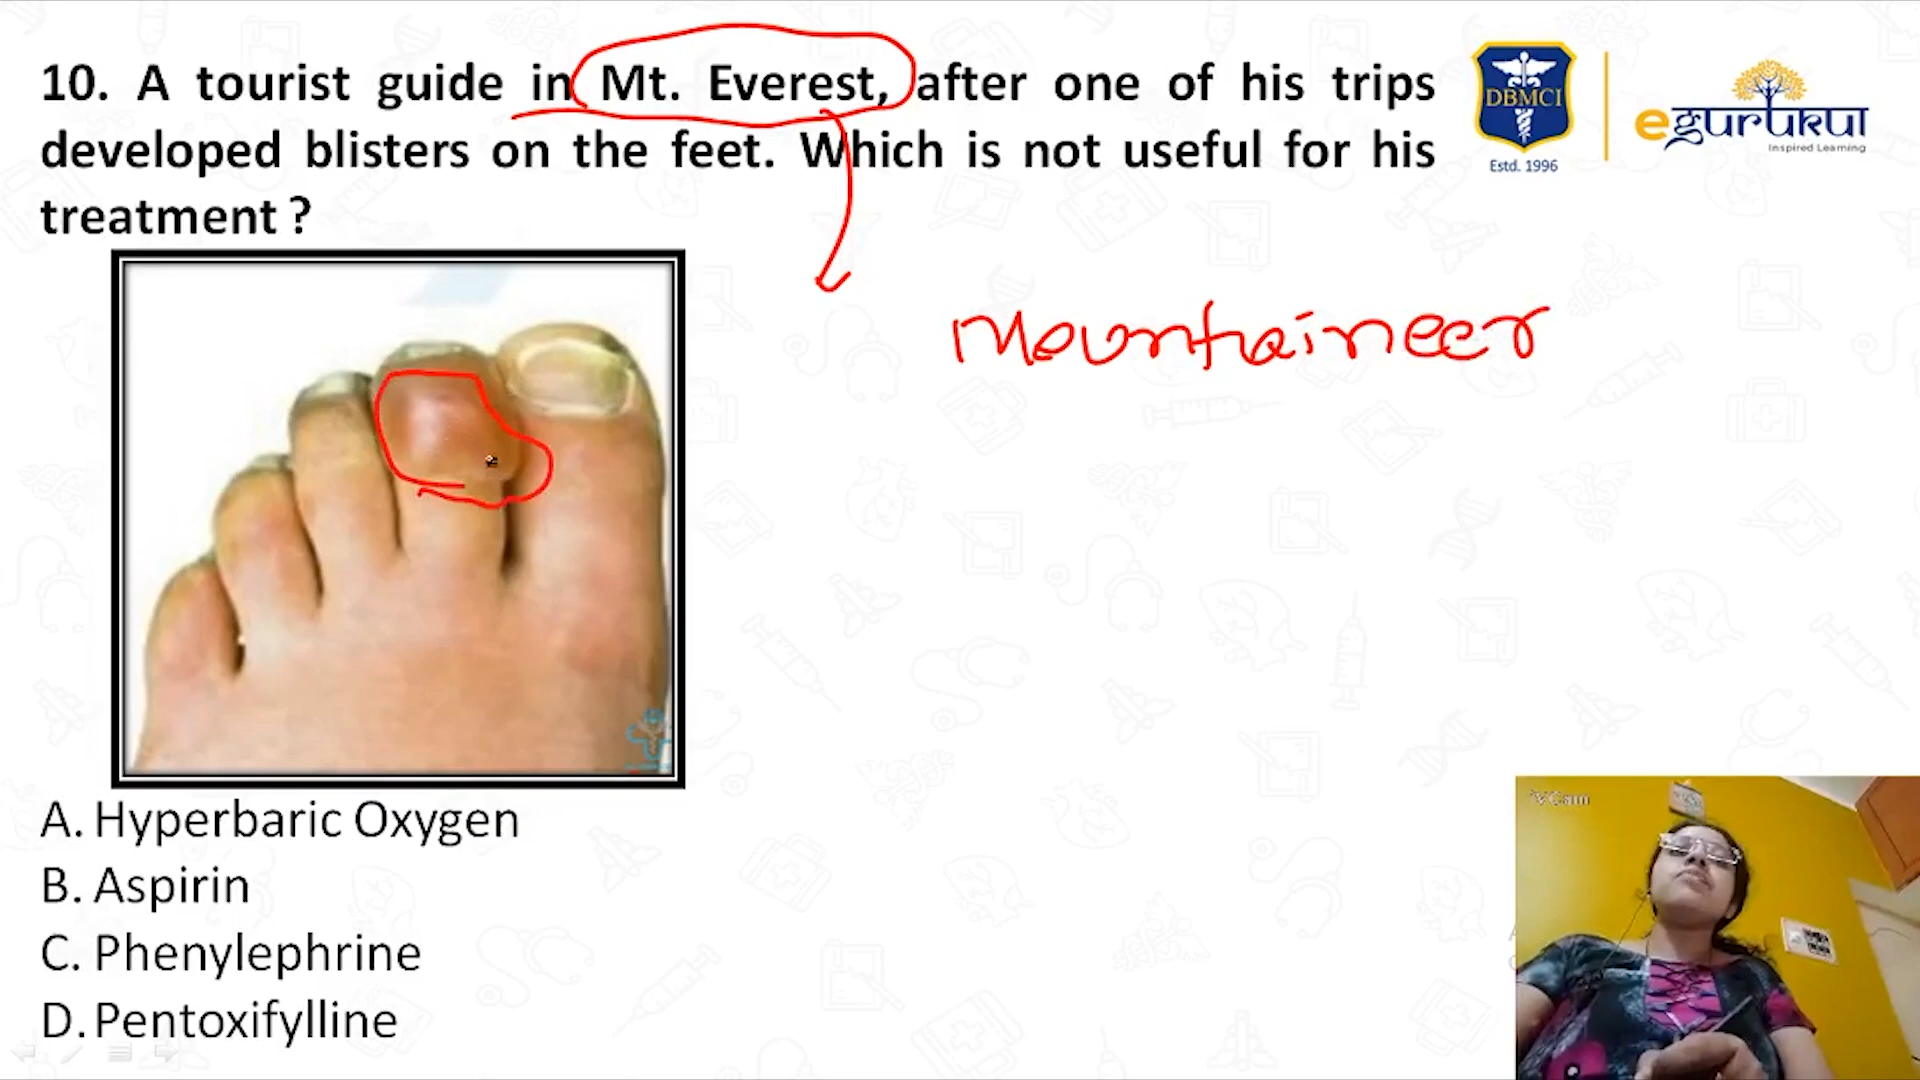 10. A tourist guide in Mt. Everest, after one of his trips
developed blisters on the feet. Which is not useful for his
treatment ?
DBMCI
Estd. 1996
egurukul
Inspired Learning
Mountaineer
A. Hyperbaric Oxygen
B. Aspirin
C. Phenylephrine
D. Pentoxifylline